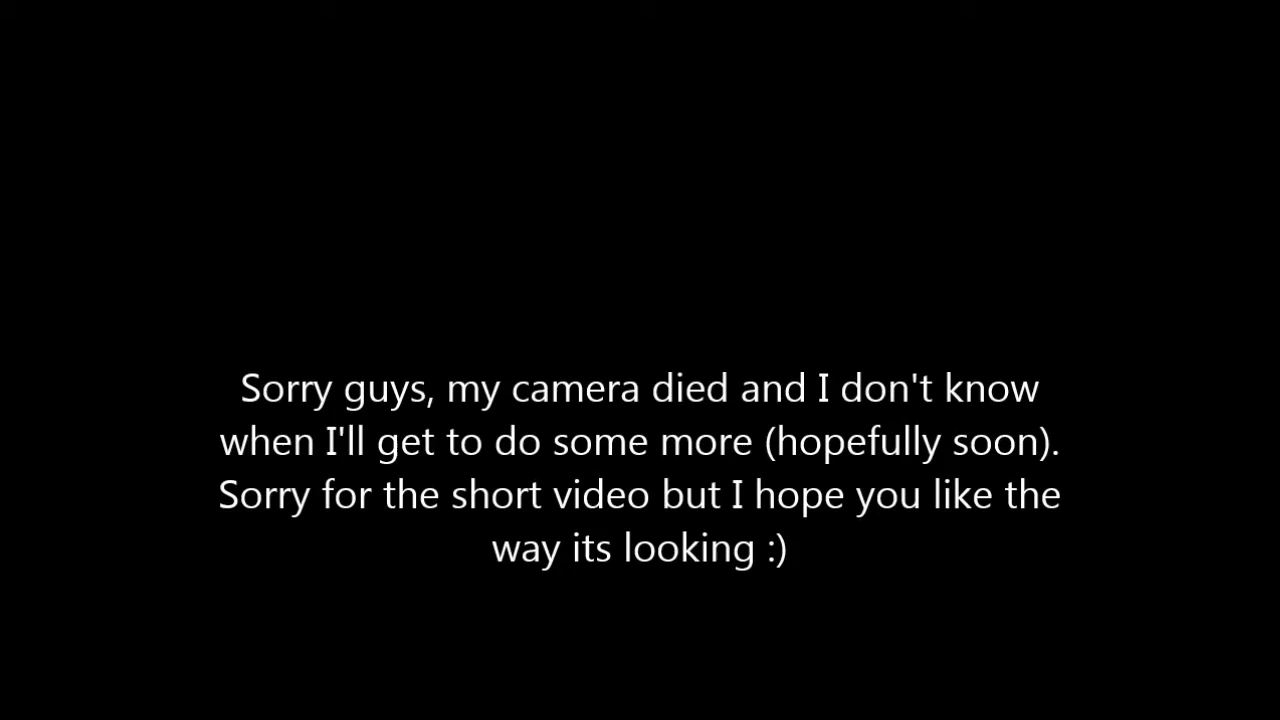 Sorry guys, my camera died and I don't know
when I'll get to do some more (hopefully soon).
Sorry for the short video but I hope you like the
way its looking :)